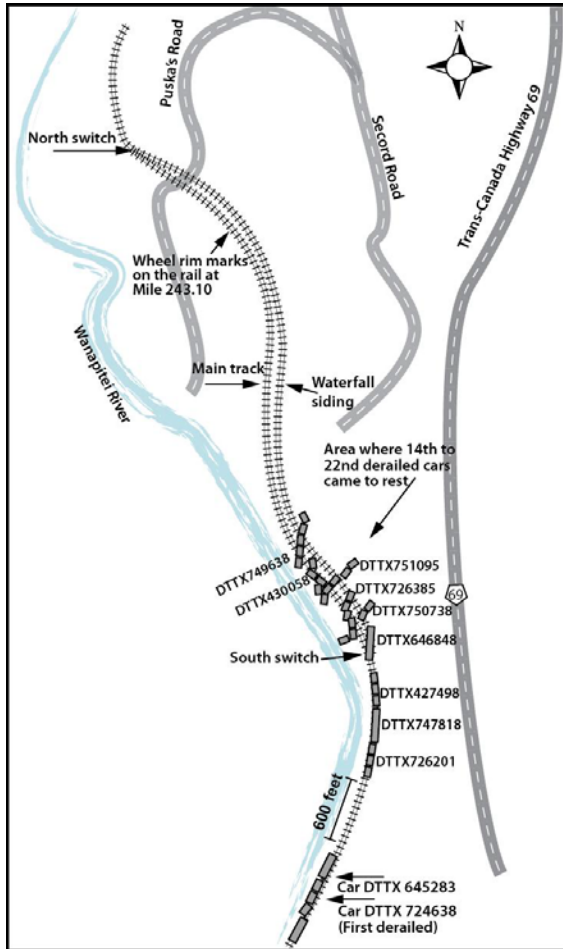 N
Puska's Road
Secord Road
Trans-Canada Highway 69
North switch
Wheel rim marks
on the rail at
Mile 243.10
Wanapitei River
Main track
Waterfall
siding
Area where 14th to
22nd derailed cars
came to rest
DTTX749638
DTTX430058
DTTX751095
DTTX726385
DTTX750738
69
DTTX646848
South switch
DTTX427498
DTTX747818
DTTX726201
600 feet
Car DTTX 645283
Car DTTX 724638
(First derailed)